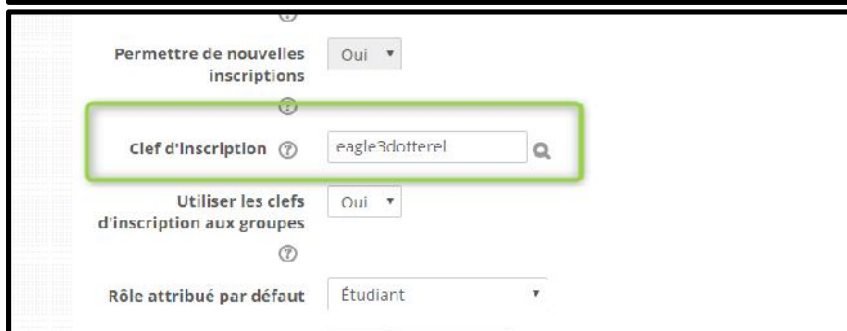 Permettre de nouvelles Oui
inscriptions
Clef d'inscription eagle3dotterel
Utiliser les clefs Oui
d'inscription aux groupes
Rôle attribué par défaut Étudiant